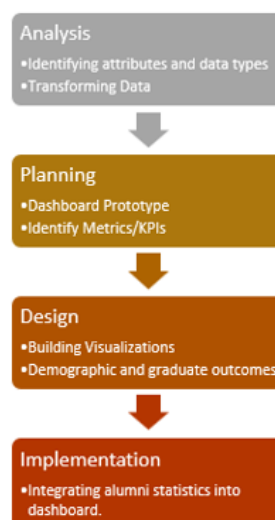 Analysis
•Identifying attributes and data types
•Transforming Data
Planning
•Dashboard Prototype
•Identify Metrics/KPIs
Design
•Building Visualizations
•Demographic and graduate outcomes
Implementation
•Integrating alumni statistics into
dashboard.